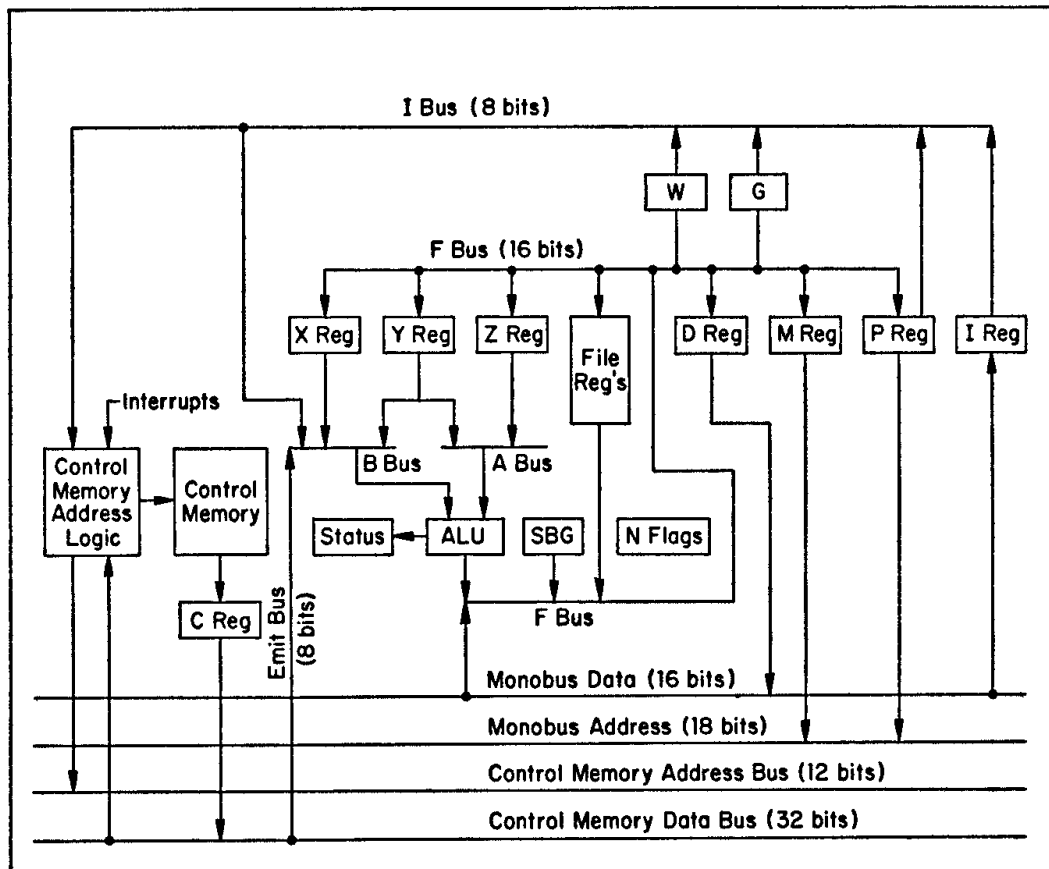 I Bus (8 bits)
W
G
F Bus (16 bits)
X Reg
Y Reg
Z Reg
File
Reg's
D Reg
M Reg
P Reg
I Reg
Interrupts
Control
Memory
Address
Logic
Control
Memory
B Bus
A Bus
Status
ALU
SBG
N Flags
C Reg
Emit Bus
(8 bits)
F Bus
Monobus Data (16 bits)
Monobus Address (18 bits)
Control Memory Address Bus (12 bits)
Control Memory Data Bus (32 bits)